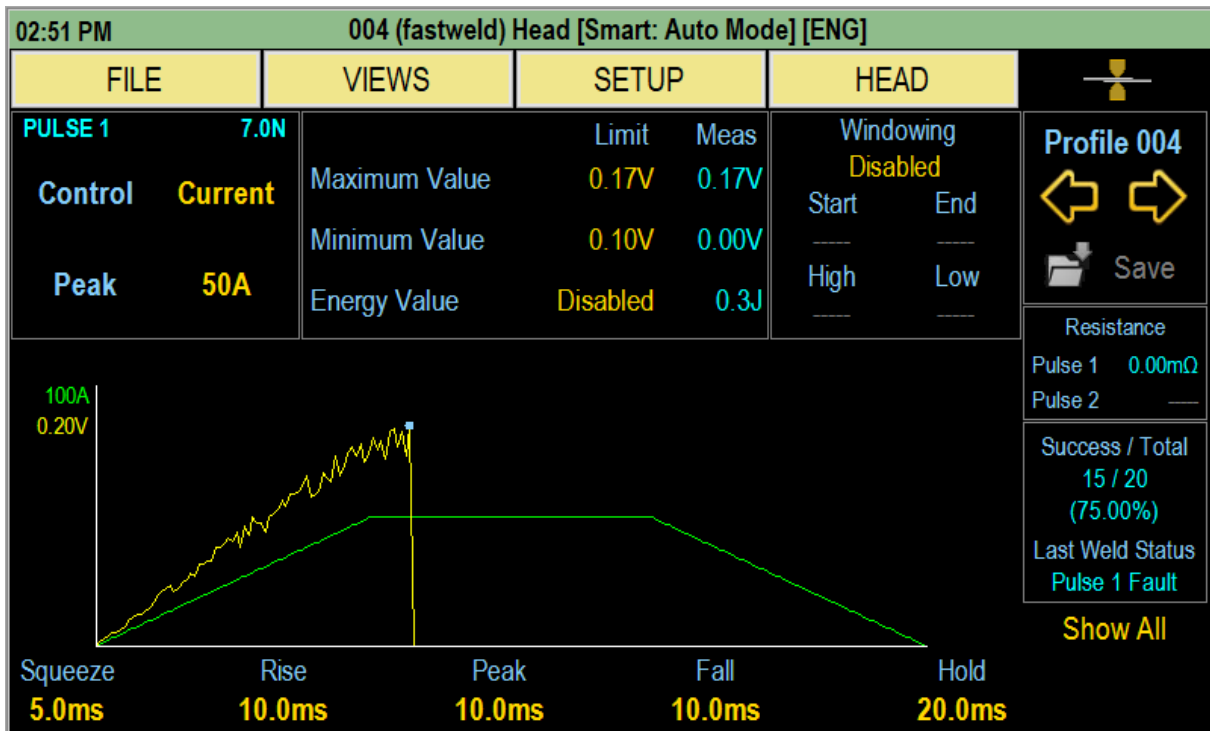 02:51 PM 004 (fastweld) Head [Smart: Auto Mode] [ENG]
FILE VIEWS SETUP HEAD
PULSE 1 7.0N
Control Current
Peak 50A
Limit Meas
Maximum Value 0.17V 0.17V
Minimum Value 0.10V 0.00V
Energy Value Disabled 0.3J
Windowing
Disabled
Start End
----- -----
High Low
----- -----
Profile 004
Save
Resistance
Pulse 1 0.00mΩ
Pulse 2 -----
Success / Total
15 / 20
(75.00%)
Last Weld Status
Pulse 1 Fault
Show All
100A
0.20V
Squeeze Rise Peak Fall Hold
5.0ms 10.0ms 10.0ms 10.0ms 20.0ms